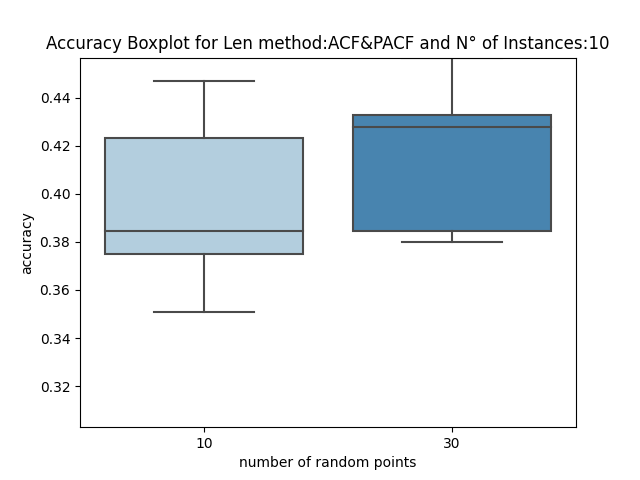 Accuracy Boxplot for Len method:ACF&PACF and N° of Instances:10
0.44
0.42
0.40
0.38
0.36
0.34
0.32
accuracy
10 30
number of random points